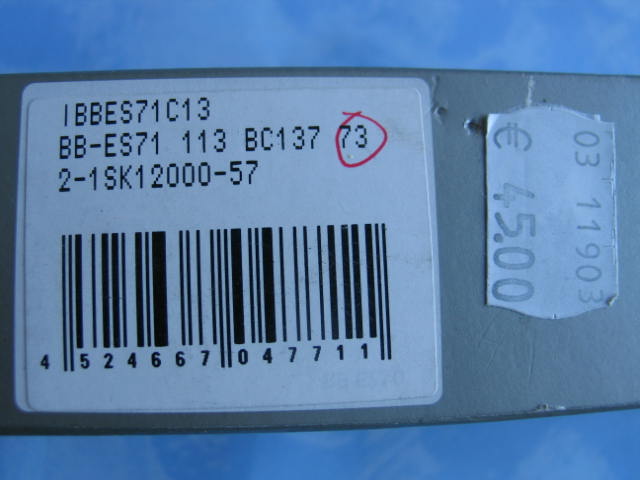 IBBES71C13
BB-ES71 113 BC137 73
2-1SK12000-57
4 524667 047711
03 11903
€ 45.00